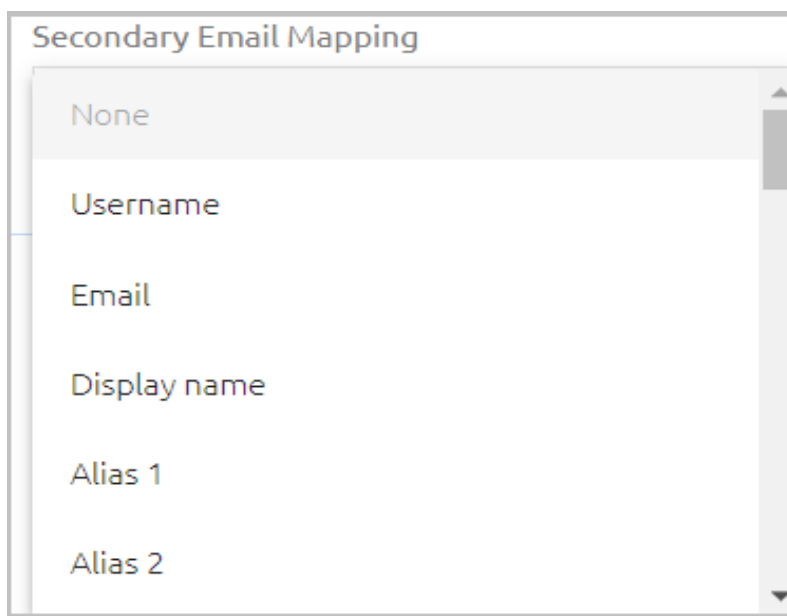 Secondary Email Mapping
None
Username
Email
Display name
Alias 1
Alias 2